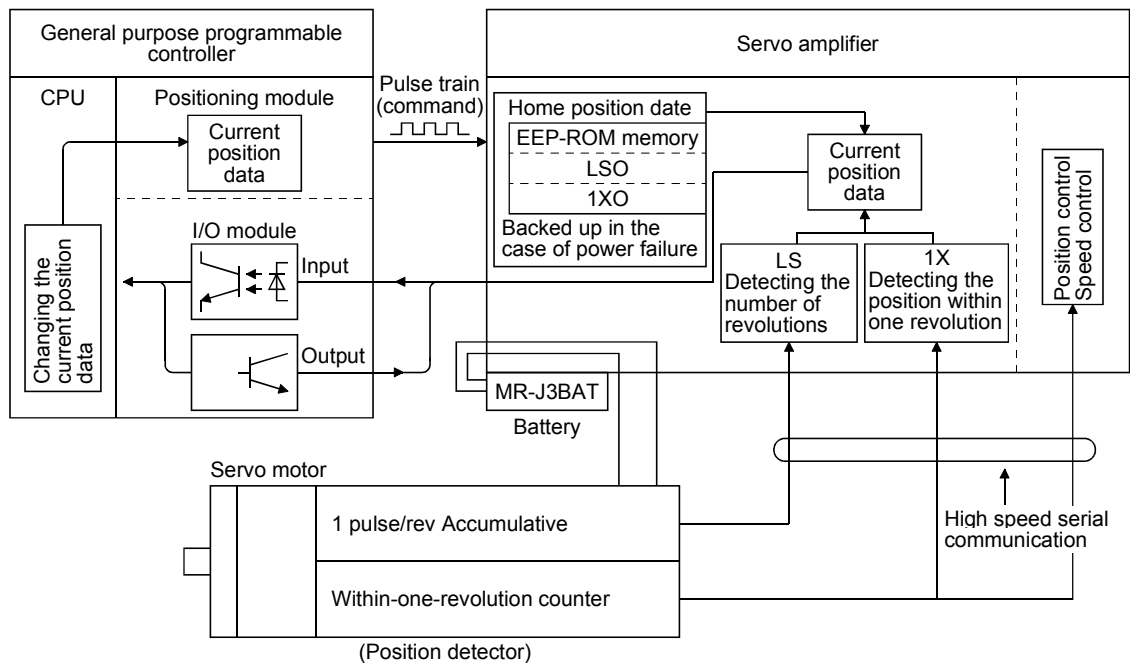 General purpose programmable
controller
Servo amplifier
CPU
Positioning module
Pulse train
(command)
Current
position
data
Home position date
EEP-ROM memory
LSO
1XO
Backed up in the
case of power failure
Current
position
data
Position control
Speed control
Changing the
current position
data
I/O module
Input
Output
LS
Detecting the
number of
revolutions
1X
Detecting the
position within
one revolution
MR-J3BAT
Battery
Servo motor
1 pulse/rev Accumulative
Within-one-revolution counter
(Position detector)
High speed serial
communication